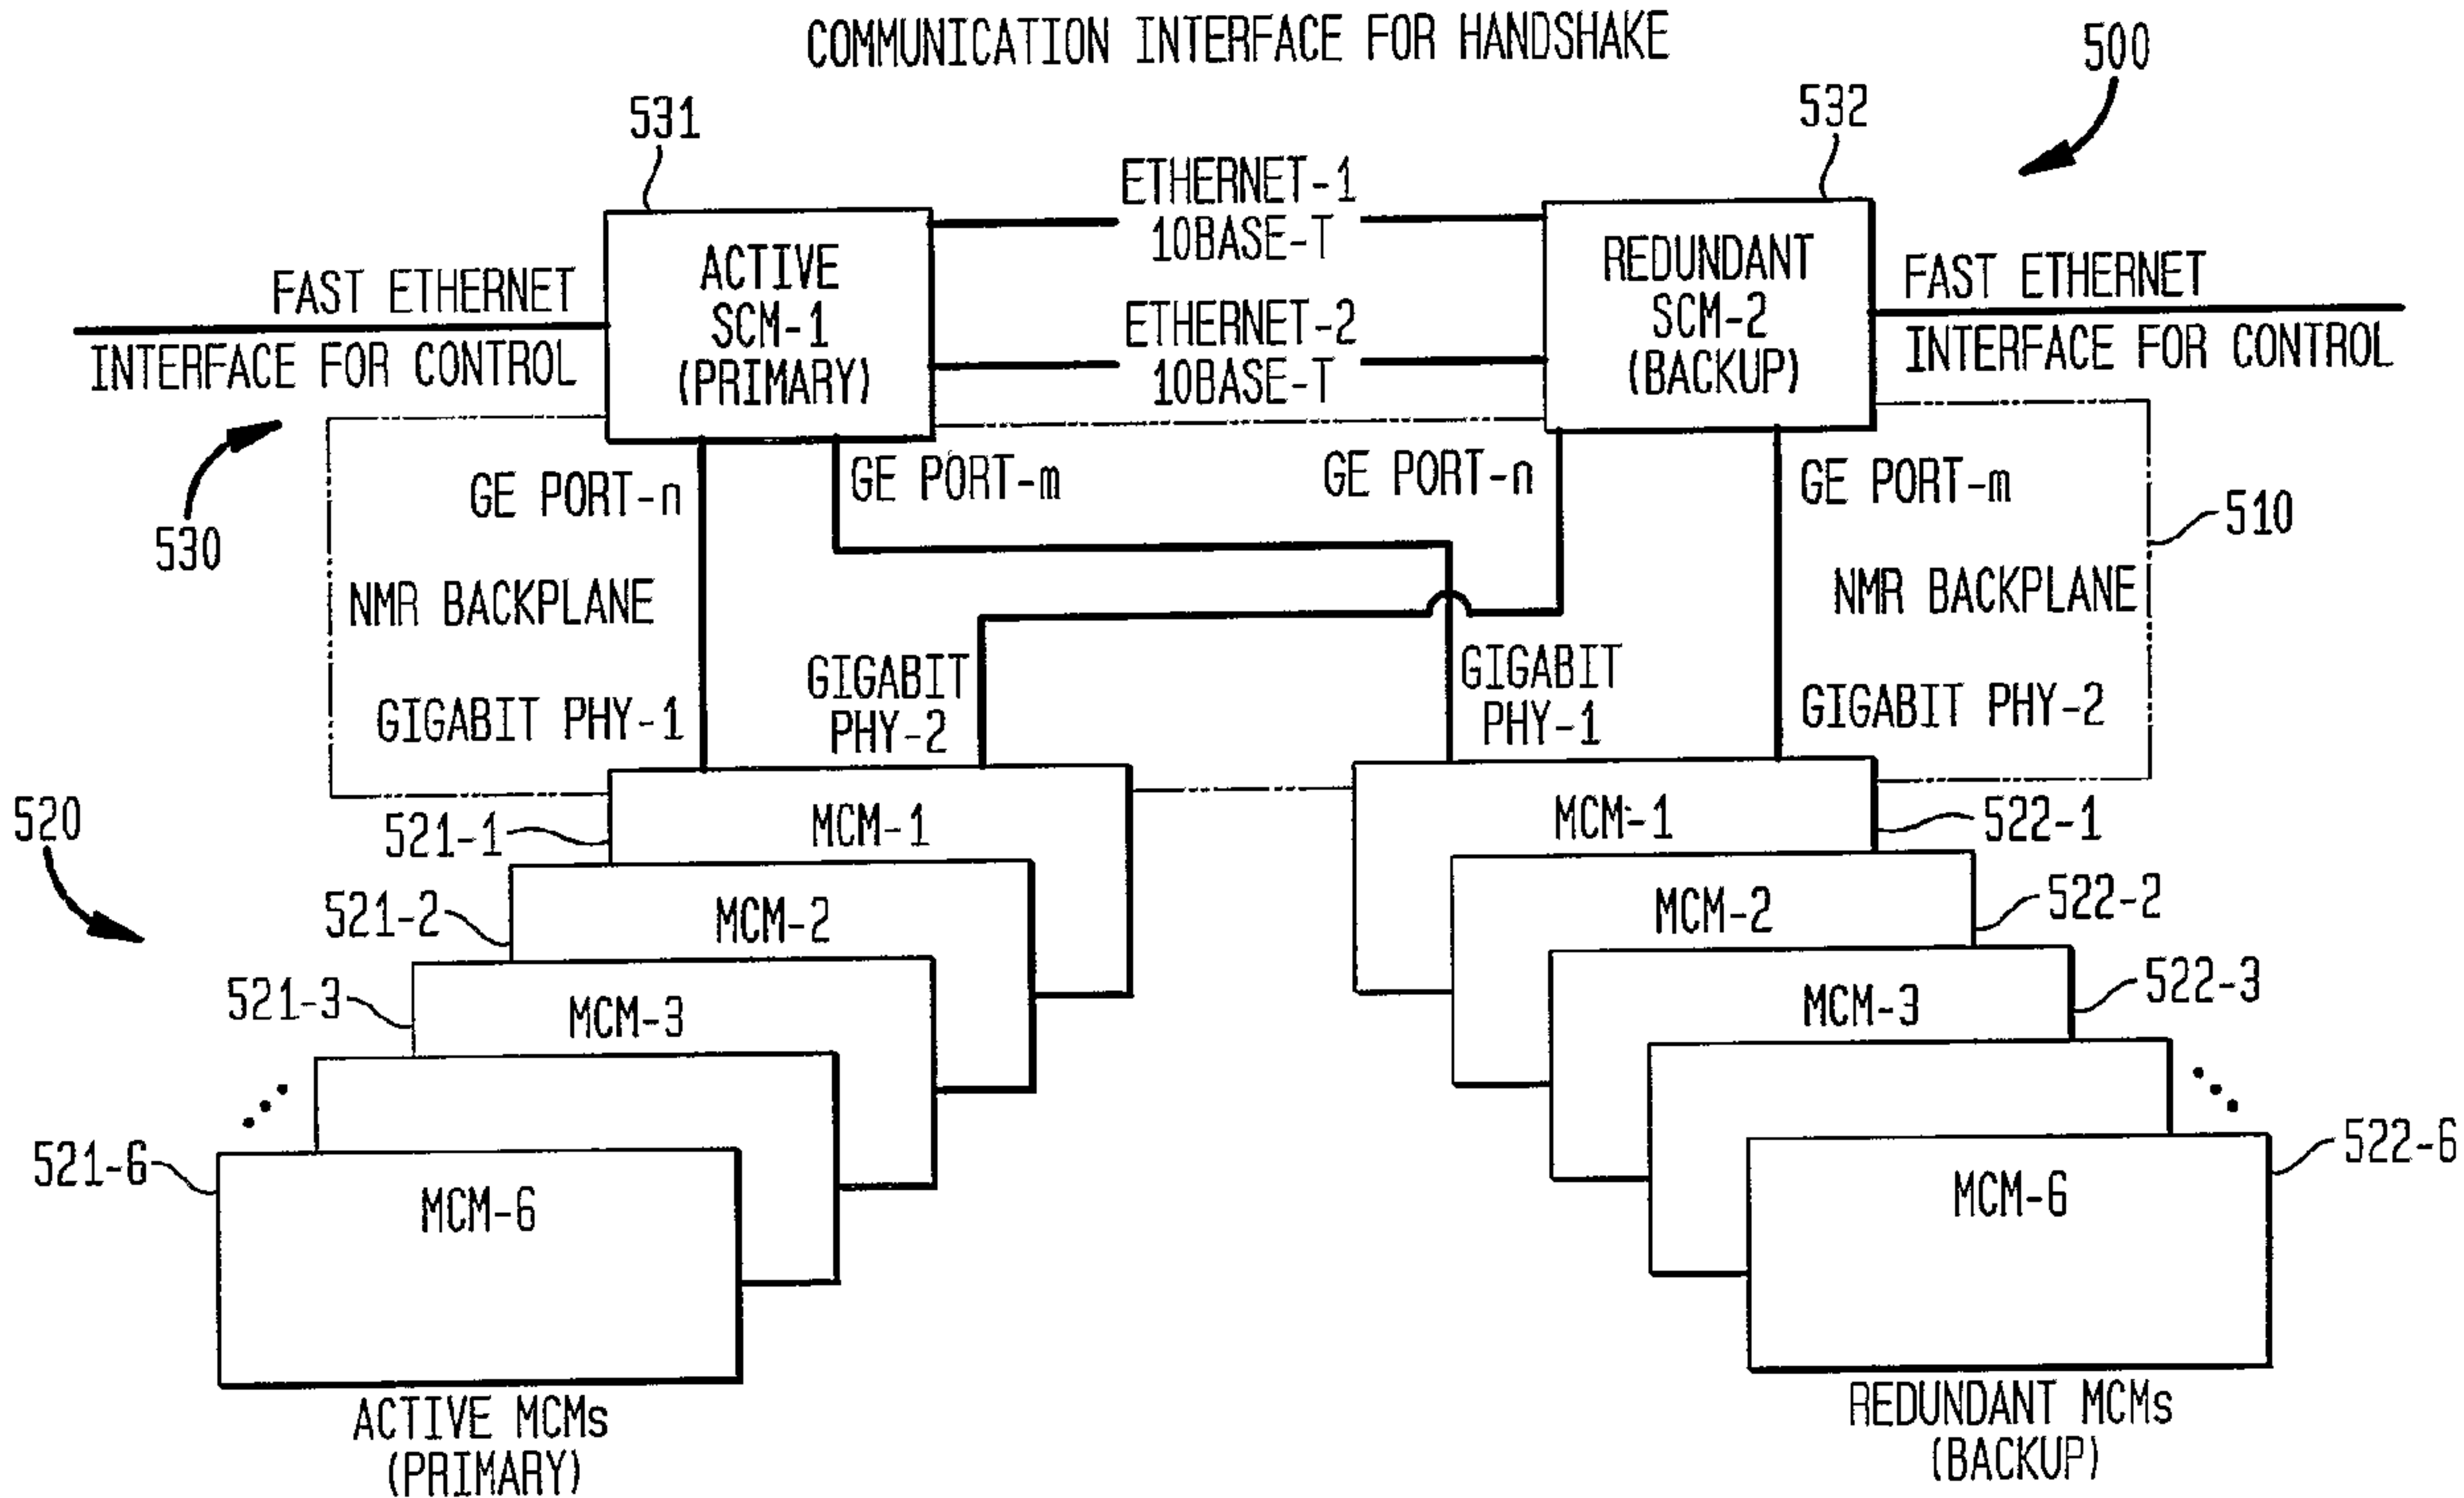 COMMUNICATION INTERFACE FOR HANDSHAKE
500
531
532
ETHERNET-1
10BASE-T
ACTIVE
SCM-1
(PRIMARY)
REDUNDANT
SCM-2
(BACKUP)
FAST ETHERNET
INTERFACE FOR CONTROL
ETHERNET-2
10BASE-T
FAST ETHERNET
INTERFACE FOR CONTROL
530
GE PORT-n
GE PORT-m
GE PORT-n
GE PORT-m
510
NMR BACKPLANE
NMR BACKPLANE
GIGABIT PHY-1
GIGABIT
PHY-2
GIGABIT
PHY-1
GIGABIT PHY-2
520
521-1
MCM-1
MCM-1
522-1
521-2
MCM-2
MCM-2
522-2
521-3
MCM-3
MCM-3
522-3
521-6
MCM-6
MCM-6
522-6
ACTIVE MCMs
(PRIMARY)
REDUNDANT MCMs
(BACKUP)